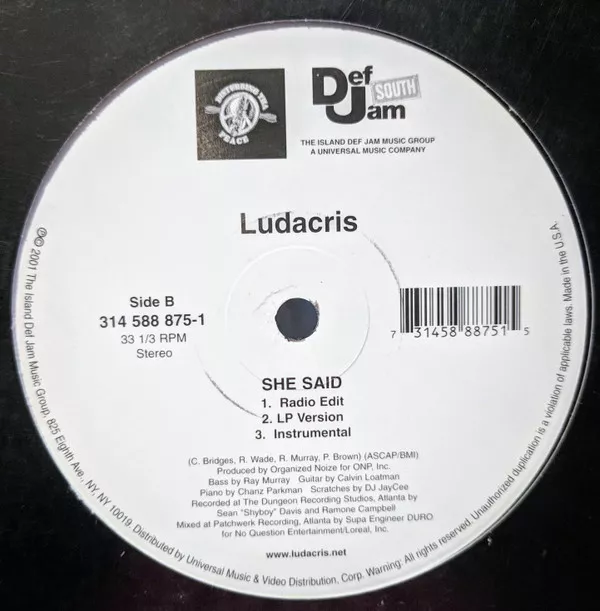 DISTURBING THA
PEACE
Def
Jam
SOUTH
THE ISLAND DEF JAM MUSIC GROUP
A UNIVERSAL MUSIC COMPANY
Ludacris
Side B
314 588 875-1
33 1/3 RPM
Stereo
7 31458 88751 5
SHE SAID
1. Radio Edit
2. LP Version
3. Instrumental
(C. Bridges, R. Wade, R. Murray, P. Brown) (ASCAP/BMI)
Produced by Organized Noize for ONP, Inc.
Bass by Ray Murray Guitar by Calvin Loatman
Piano by Chanz Parkman Scratches by DJ JayCee
Recorded at The Dungeon Recording Studios, Atlanta by
Sean "Shyboy" Davis and Ramone Campbell
Mixed at Patchwerk Recording, Atlanta by Supa Engineer DURO
for No Question Entertainment/Loreal, Inc.
www.ludacris.net
℗© 2001 The Island Def Jam Music Group, 825 Eighth Ave., NY, NY 10019. Distributed by Universal Music & Video Distribution, Corp. Warning: All rights reserved. Unauthorized duplication is a violation of applicable laws. Made in the U.S.A.